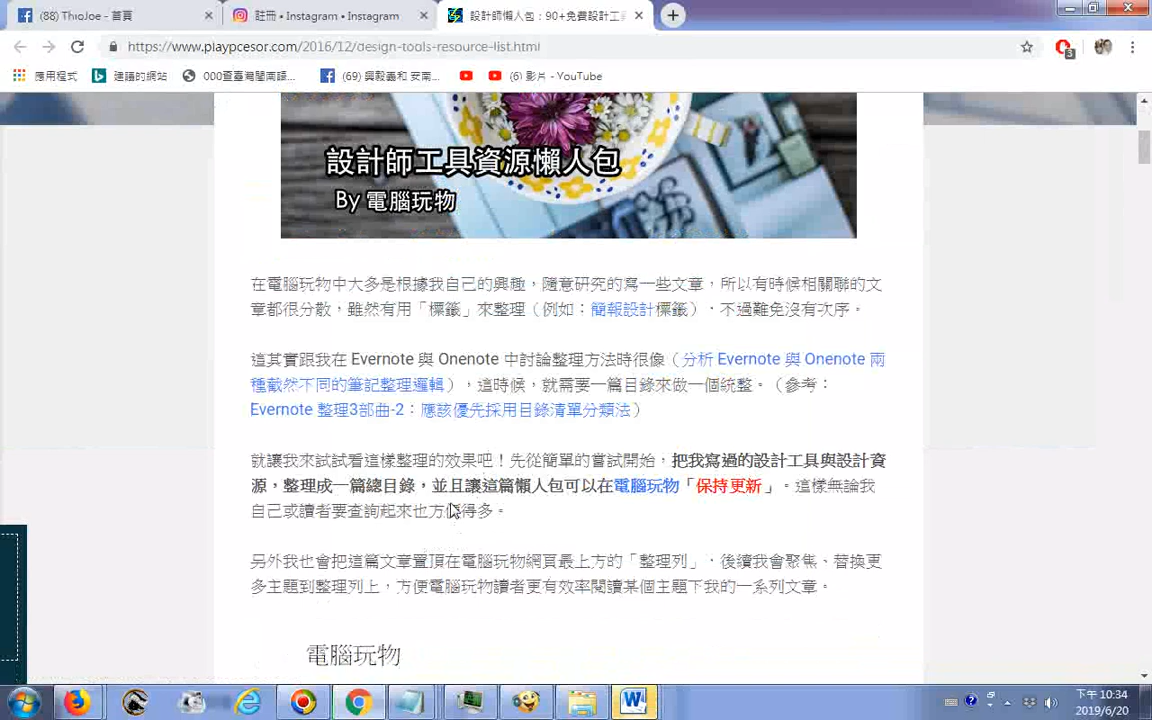 (88) ThioJoe - 首頁
註冊 • Instagram • Instagram
設計師懶人包：90+免費設計工
https://www.playpcesor.com/2016/12/design-tools-resource-list.html
3
應用程式
建議的網站
000查臺灣閩南語...
(69) 興毅義和 安南...
(6) 影片 - YouTube
設計師工具資源懶人包
By 電腦玩物
在電腦玩物中大多是根據我自己的興趣，隨意研究的寫一些文章，所以有時候相關聯的文
章都很分散，雖然有用「標籤」來整理（例如：簡報設計標籤），不過難免沒有次序。
這其實跟我在 Evernote 與 Onenote 中討論整理方法時很像（分析 Evernote 與 Onenote 兩
種截然不同的筆記整理邏輯），這時候，就需要一篇目錄來做一個統整。（參考：
Evernote 整理3部曲-2：應該優先採用目錄清單分類法）
就讓我來試試看這樣整理的效果吧！先從簡單的嘗試開始，把我寫過的設計工具與設計資
源，整理成一篇總目錄，並且讓這篇懶人包可以在電腦玩物「保持更新」。這樣無論我
自己或讀者要查詢起來也方便得多。
另外我也會把這篇文章置頂在電腦玩物網頁最上方的「整理列」，後續我會聚焦、替換更
多主題到整理列上，方便電腦玩物讀者更有效率閱讀某個主題下我的一系列文章。
電腦玩物
下午 10:34
2019/6/20